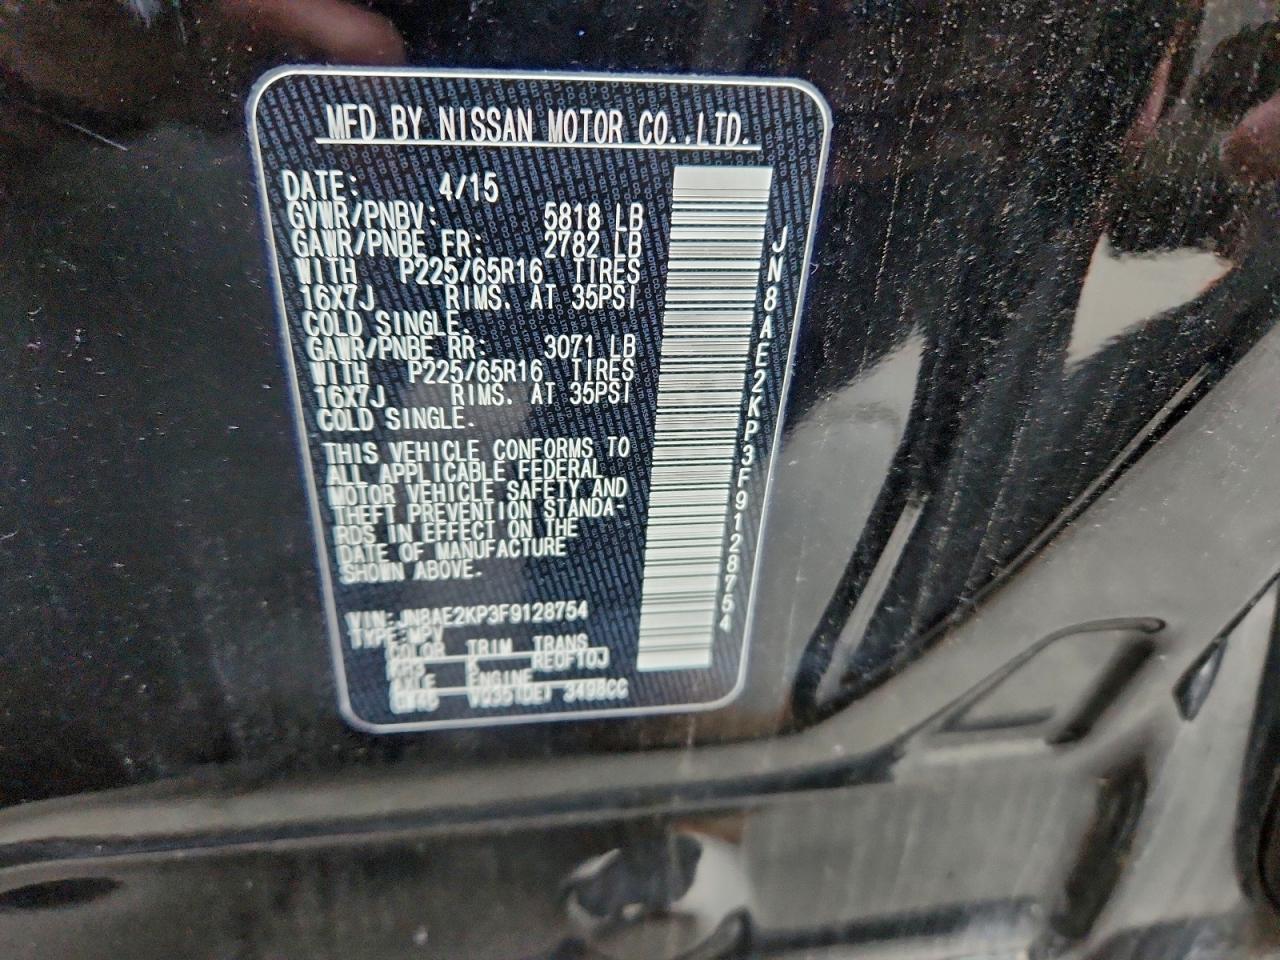 MFD BY NISSAN MOTOR CO.,LTD.
DATE: 4/15
GVWR/PNBV: 5818 LB
GAWR/PNBE FR: 2782 LB
WITH P225/65R16 TIRES
16X7J RIMS. AT 35PSI
COLD SINGLE.
GAWR/PNBE RR: 3071 LB
WITH P225/65R16 TIRES
16X7J RIMS. AT 35PSI
COLD SINGLE.
THIS VEHICLE CONFORMS TO
ALL APPLICABLE FEDERAL
MOTOR VEHICLE SAFETY AND
THEFT PREVENTION STANDA-
RDS IN EFFECT ON THE
DATE OF MANUFACTURE
SHOWN ABOVE.
VIN:JN8AE2KP3F9128754
TYPE:MPV
COLOR TRIM TRANS
K RE0F10J
AXLE ENGINE
VQ35(DE) 3498CC
JN8AE2KP3F9128754